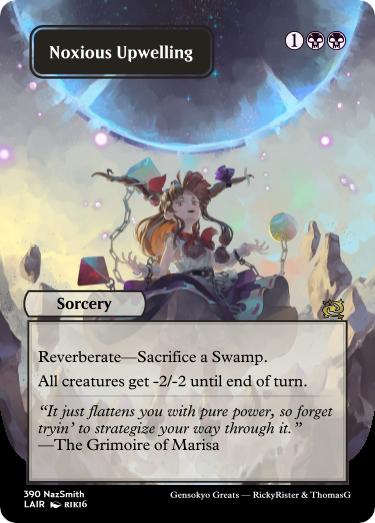 Noxious Upwelling
1
Sorcery
Reverberate—Sacrifice a Swamp.
All creatures get -2/-2 until end of turn.
“It just flattens you with pure power, so forget
tryin’ to strategize your way through it.”
—The Grimoire of Marisa
390 NazSmith
LAIR RIKI6
Gensokyo Greats — RickyRister & ThomasG